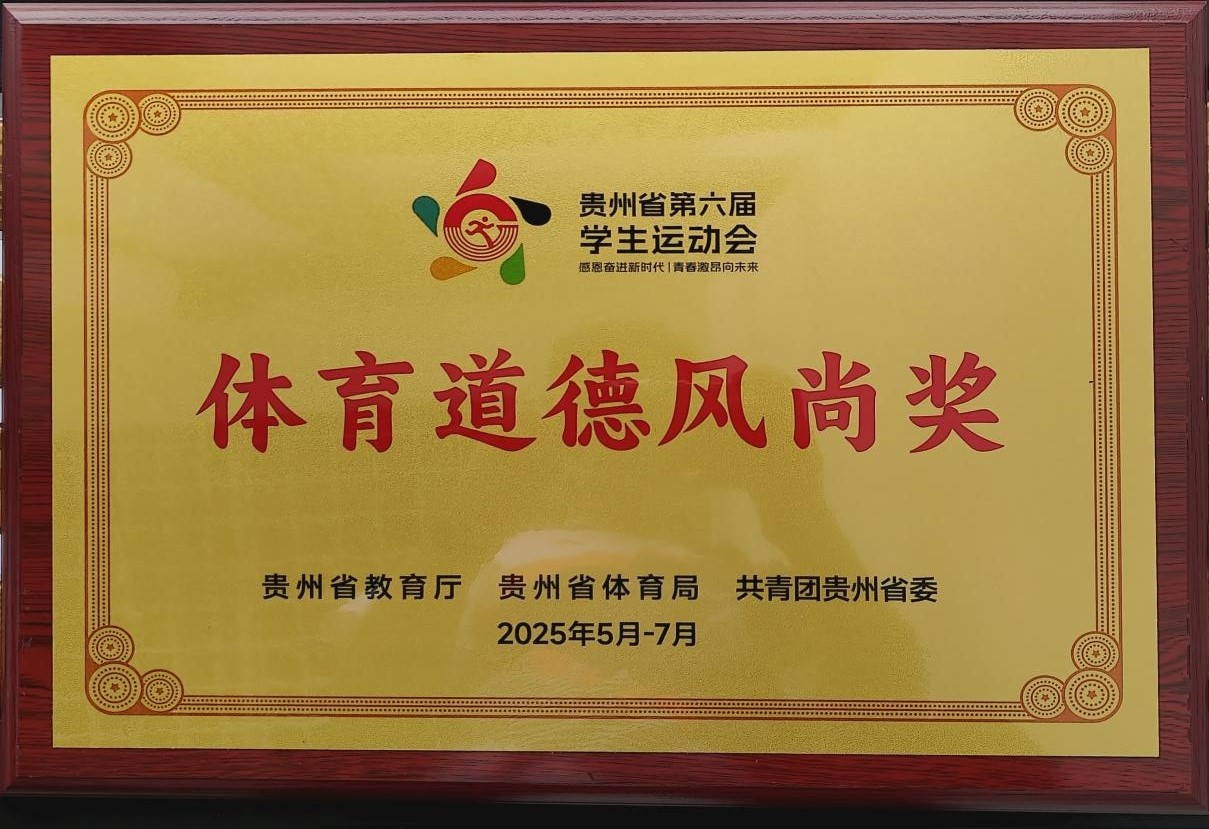 贵州省第六届
学生运动会
感恩奋进新时代 | 青春激昂向未来
体育道德风尚奖
贵州省教育厅 贵州省体育局 共青团贵州省委
2025年5月-7月